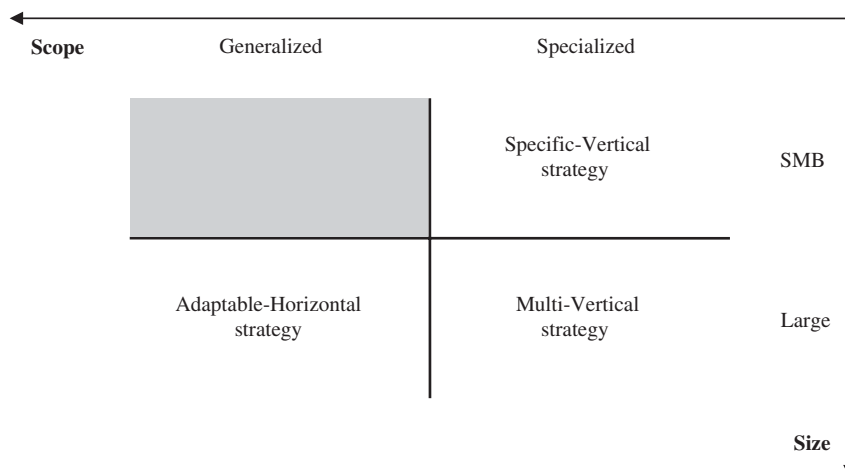 Scope Generalized Specialized
Specific-Vertical
strategy
SMB
Adaptable-Horizontal
strategy
Multi-Vertical
strategy
Large
Size